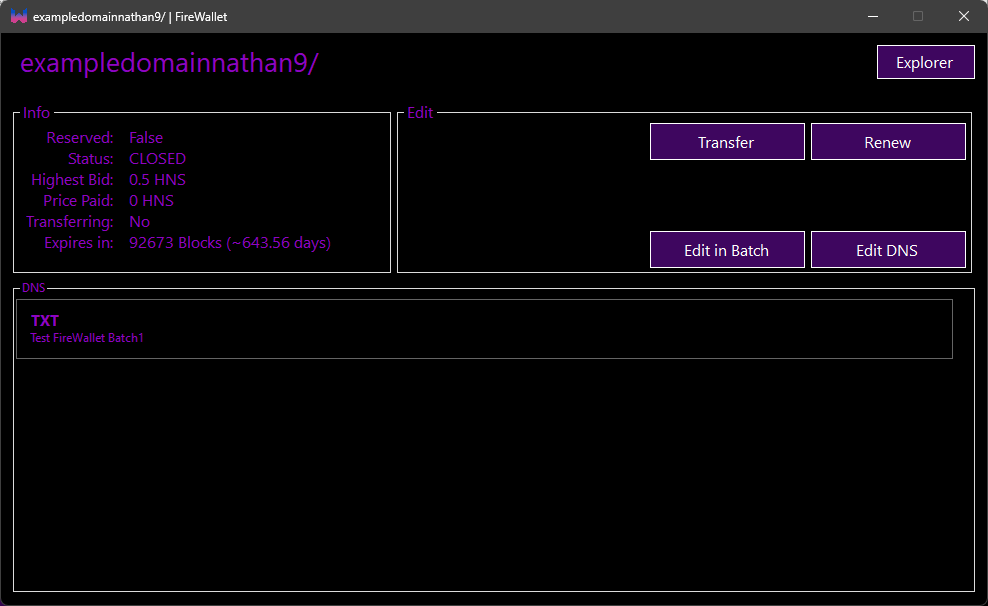 exampledomainnathan9/ | FireWallet
exampledomainnathan9/
Explorer
Info
Reserved: False
Status: CLOSED
Highest Bid: 0.5 HNS
Price Paid: 0 HNS
Transferring: No
Expires in: 92673 Blocks (~643.56 days)
Edit
Transfer
Renew
Edit in Batch
Edit DNS
DNS
TXT
Test FireWallet Batch1